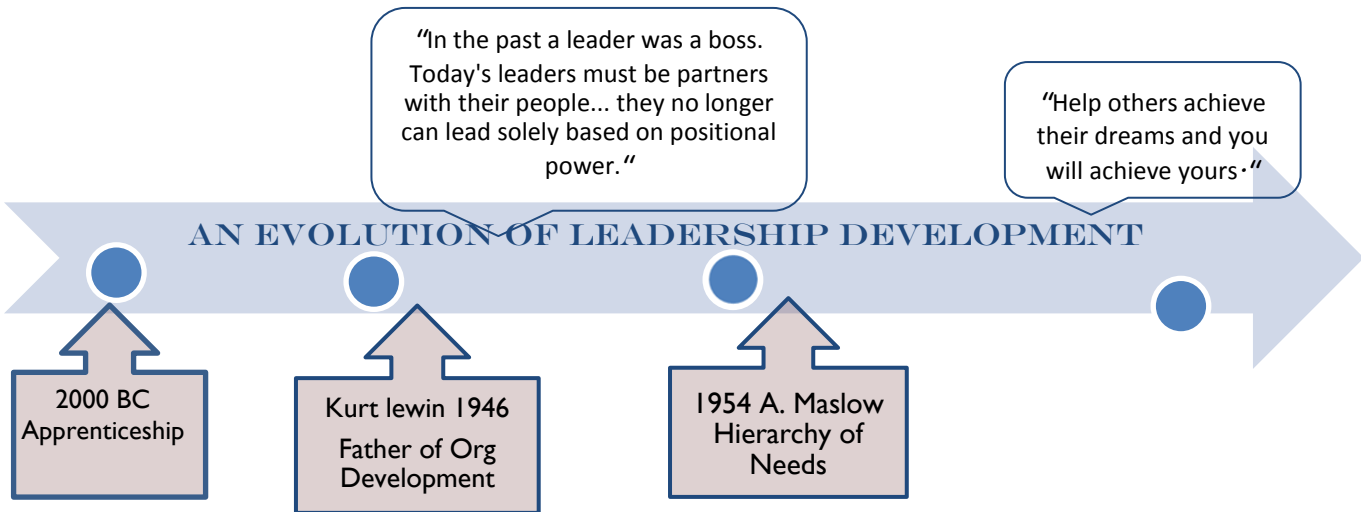 “In the past a leader was a boss.
Today's leaders must be partners
with their people... they no longer
can lead solely based on positional
power.“
“Help others achieve
their dreams and you
will achieve yours·“
AN EVOLUTION OF LEADERSHIP DEVELOPMENT
2000 BC
Apprenticeship
Kurt lewin 1946
Father of Org
Development
1954 A. Maslow
Hierarchy of
Needs